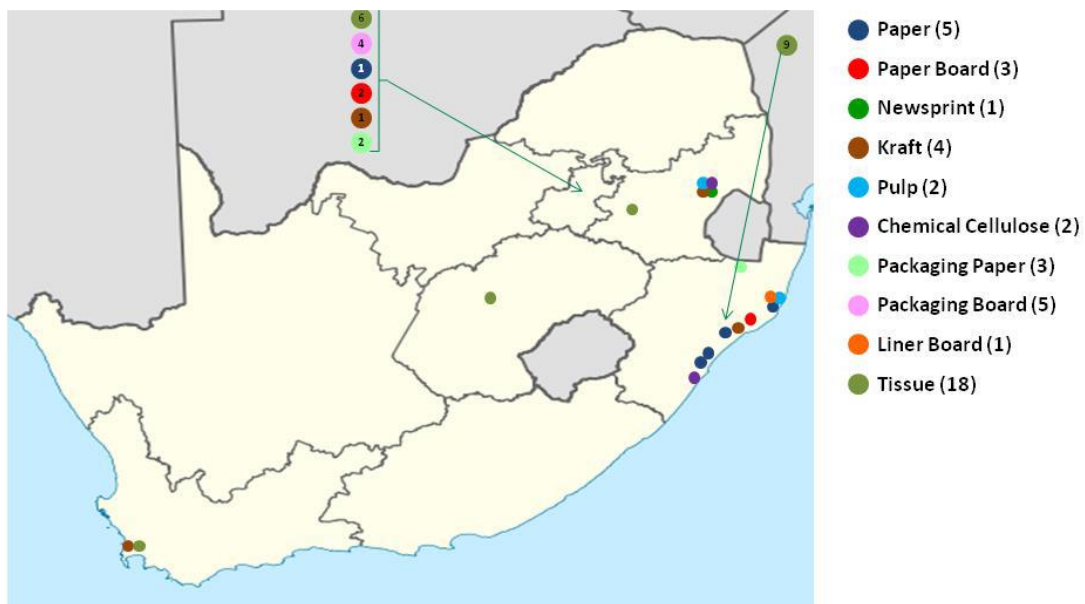 6
4
1
2
1
2
9
Paper (5)
Paper Board (3)
Newsprint (1)
Kraft (4)
Pulp (2)
Chemical Cellulose (2)
Packaging Paper (3)
Packaging Board (5)
Liner Board (1)
Tissue (18)